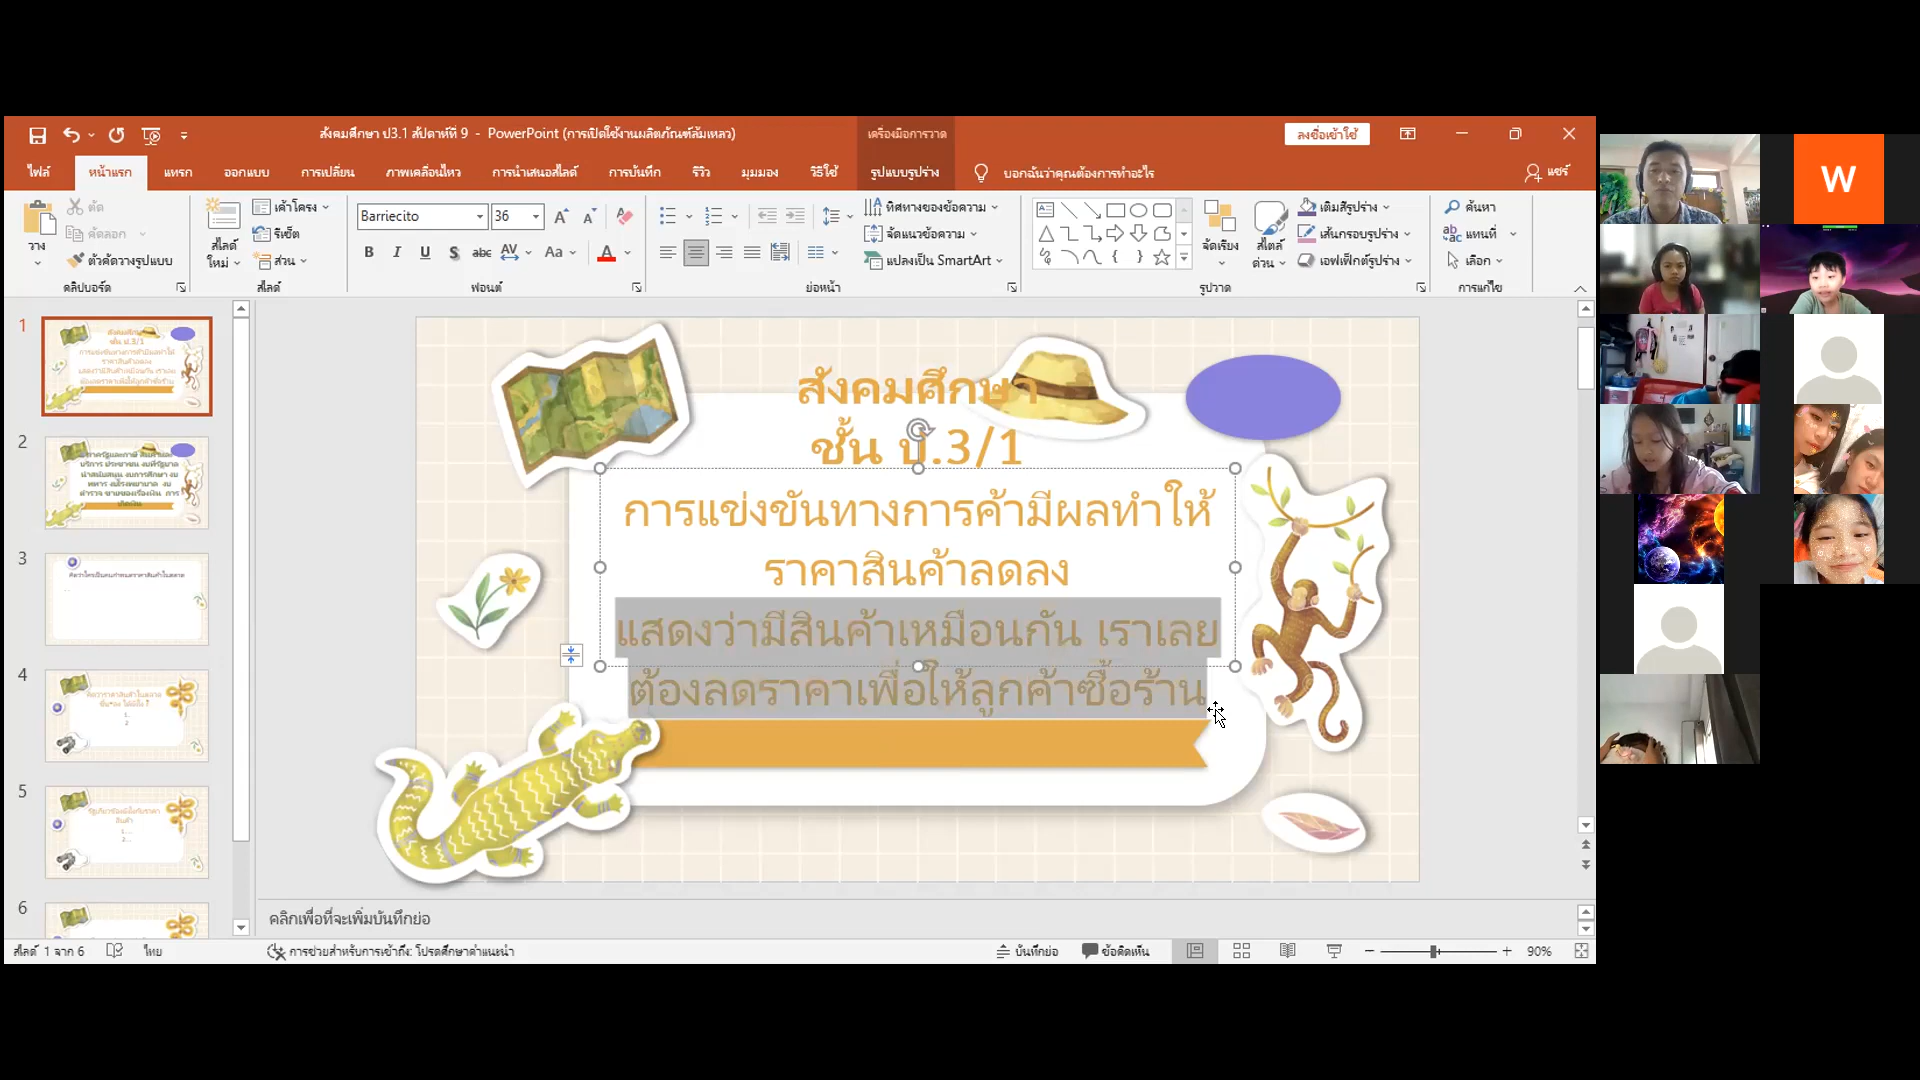 สังคมศึกษา ป3.1 สัปดาห์ที่ 9 - PowerPoint (การเปิดใช้งานผลิตภัณฑ์ล้มเหลว)
เครื่องมือการวาด
ลงชื่อเข้าใช้
ไฟล์ หน้าแรก แทรก ออกแบบ การเปลี่ยน ภาพเคลื่อนไหว การนำเสนอสไลด์ การบันทึก รีวิว มุมมอง วิธีใช้ รูปแบบรูปร่าง บอกฉันว่าคุณต้องการทำอะไร แชร์
วาง
ตัด
คัดลอก
ตัวคัดวางรูปแบบ
คลิปบอร์ด
สไลด์
ใหม่
เค้าโครง
รีเซ็ต
ส่วน
สไลด์
Barriecito 36
B I U S abc AV Aa A
ฟอนต์
ทิศทางของข้อความ
จัดแนวข้อความ
แปลงเป็น SmartArt
ย่อหน้า
จัดเรียง
สไตล์
ด่วน
เติมสีรูปร่าง
เส้นกรอบรูปร่าง
เอฟเฟ็กต์รูปร่าง
รูปวาด
ค้นหา
แทนที่
เลือก
การแก้ไข
1
2
3
4
5
6
สังคมศึกษา
ชั้น ป.3/1
การแข่งขันทางการค้ามีผลทำให้
ราคาสินค้าลดลง
แสดงว่ามีสินค้าเหมือนกัน เราเลย
ต้องลดราคาเพื่อให้ลูกค้าซื้อร้าน
คลิกเพื่อที่จะเพิ่มบันทึกย่อ
สไลด์ 1 จาก 6 ไทย การช่วยสำหรับการเข้าถึง: โปรดศึกษาคำแนะนำ บันทึกย่อ ข้อคิดเห็น 90%
W